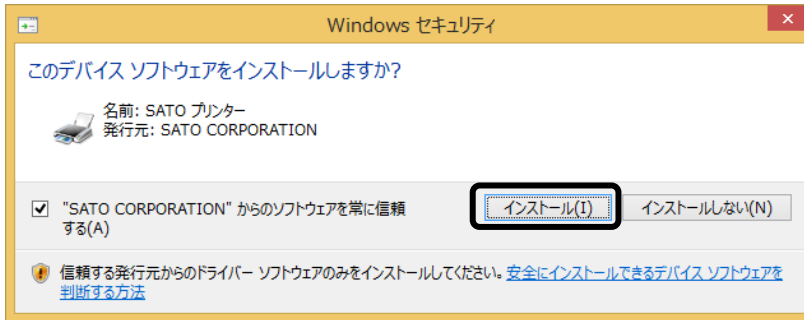 Windows セキュリティ
このデバイス ソフトウェアをインストールしますか?
名前: SATO プリンター
発行元: SATO CORPORATION
"SATO CORPORATION" からのソフトウェアを常に信頼
する(A)
インストール(I)
インストールしない(N)
信頼する発行元からのドライバー ソフトウェアのみをインストールしてください。安全にインストールできるデバイス ソフトウェアを
判断する方法